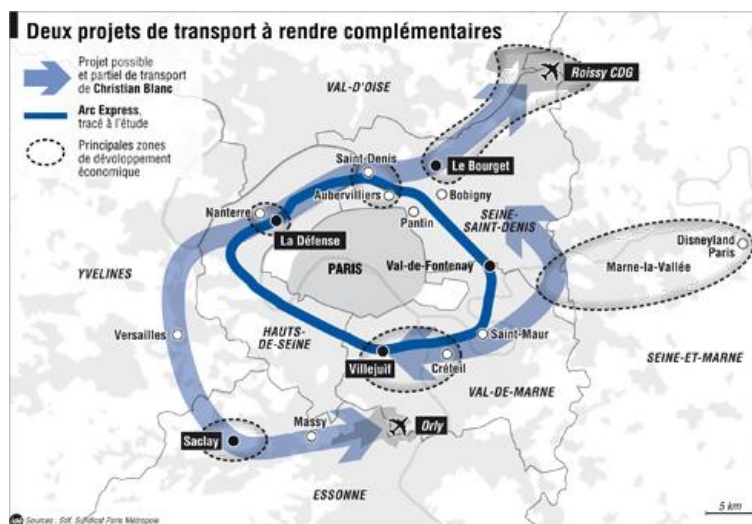 Deux projets de transport à rendre complémentaires
Projet possible
et partiel de transport
de Christian Blanc
Arc Express,
tracé à l'étude
Principales zones
de dévoloppement
économique
VAL-D'OISE
Roissy CDG
Saint-Denis
Le Bourget
Aubervilliers
Bobigny
Nanterre
Pantin
SEINE-
SAINT-DENIS
La Défense
Disneyland
Paris
PARIS
Val-de-Fontenay
Marne-la-Vallée
YVELINES
Versailles
HAUTS-
DE-SEINE
Saint-Maur
Villejuif
Créteil
SEINE-ET-MARNE
VAL-DE-MARNE
Massy
Orly
Saclay
ESSONNE
5 km
Sources : Stif, Syndicat Paris Métropole